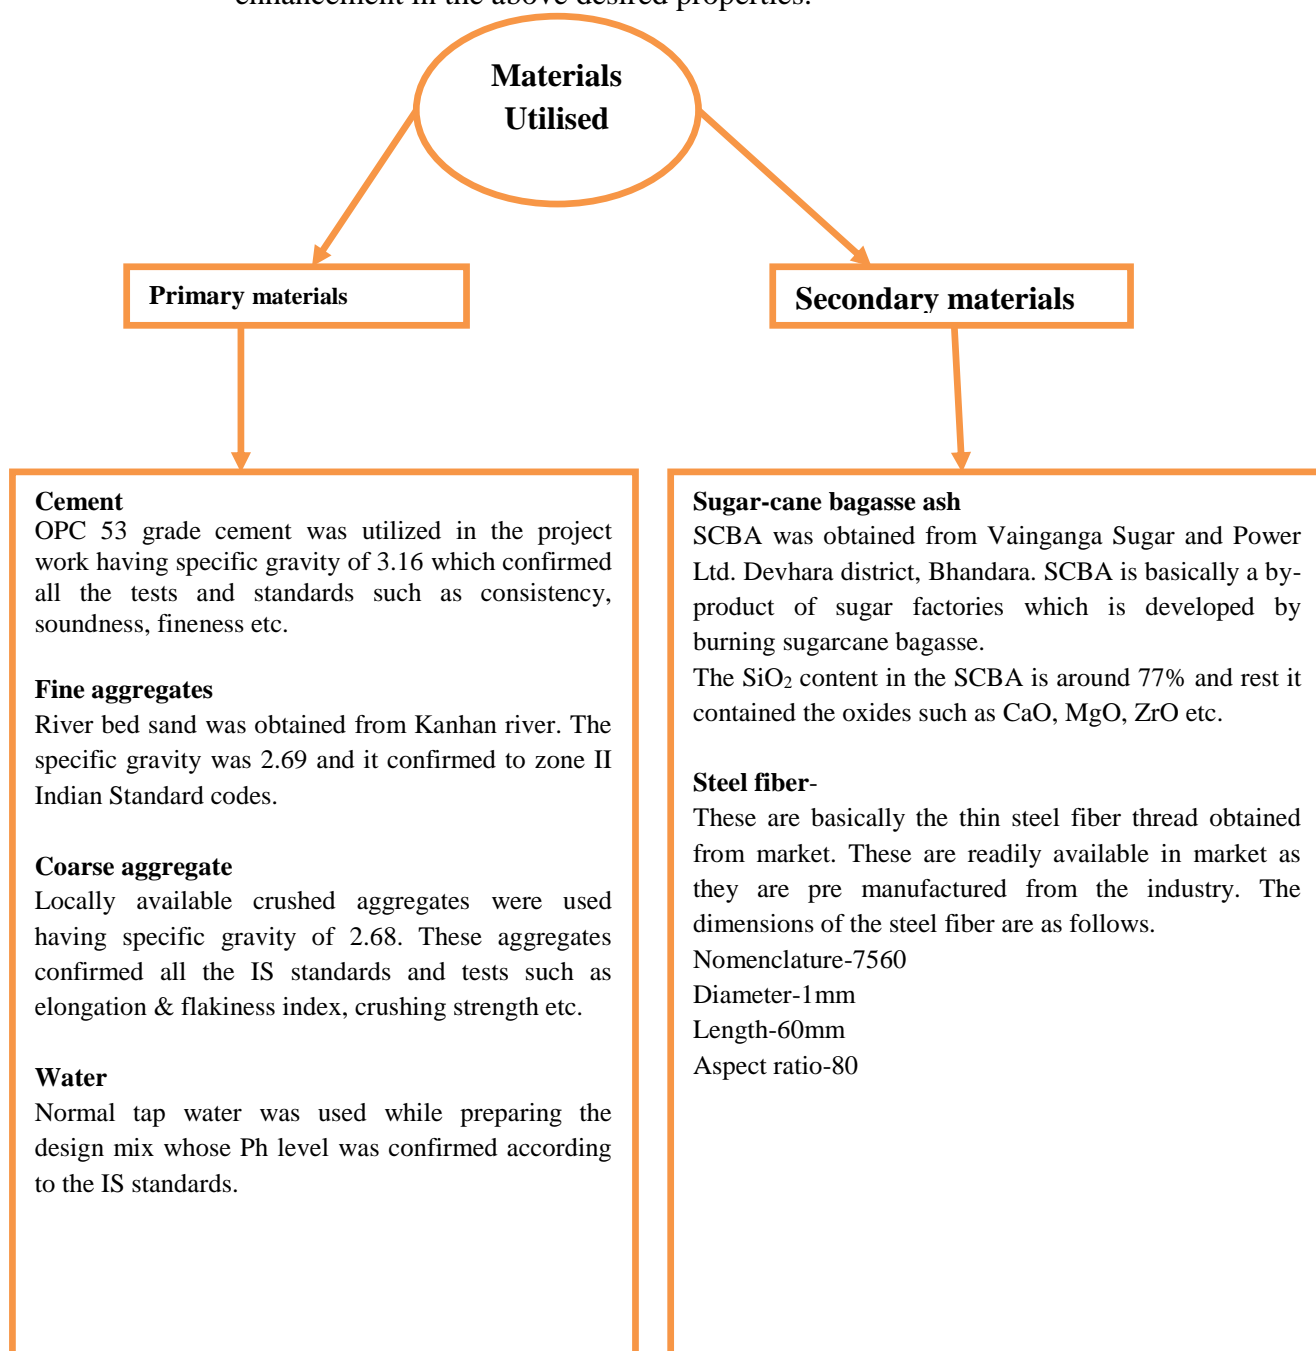 enhancement in the above desired properties.
Materials
Utilised
Primary materials
Secondary materials
Cement
OPC 53 grade cement was utilized in the project
work having specific gravity of 3.16 which confirmed
all the tests and standards such as consistency,
soundness, fineness etc.
Fine aggregates
River bed sand was obtained from Kanhan river. The
specific gravity was 2.69 and it confirmed to zone II
Indian Standard codes.
Coarse aggregate
Locally available crushed aggregates were used
having specific gravity of 2.68. These aggregates
confirmed all the IS standards and tests such as
elongation & flakiness index, crushing strength etc.
Water
Normal tap water was used while preparing the
design mix whose Ph level was confirmed according
to the IS standards.
Sugar-cane bagasse ash
SCBA was obtained from Vainganga Sugar and Power
Ltd. Devhara district, Bhandara. SCBA is basically a by-
product of sugar factories which is developed by
burning sugarcane bagasse.
The SiO₂ content in the SCBA is around 77% and rest it
contained the oxides such as CaO, MgO, ZrO etc.
Steel fiber-
These are basically the thin steel fiber thread obtained
from market. These are readily available in market as
they are pre manufactured from the industry. The
dimensions of the steel fiber are as follows.
Nomenclature-7560
Diameter-1mm
Length-60mm
Aspect ratio-80